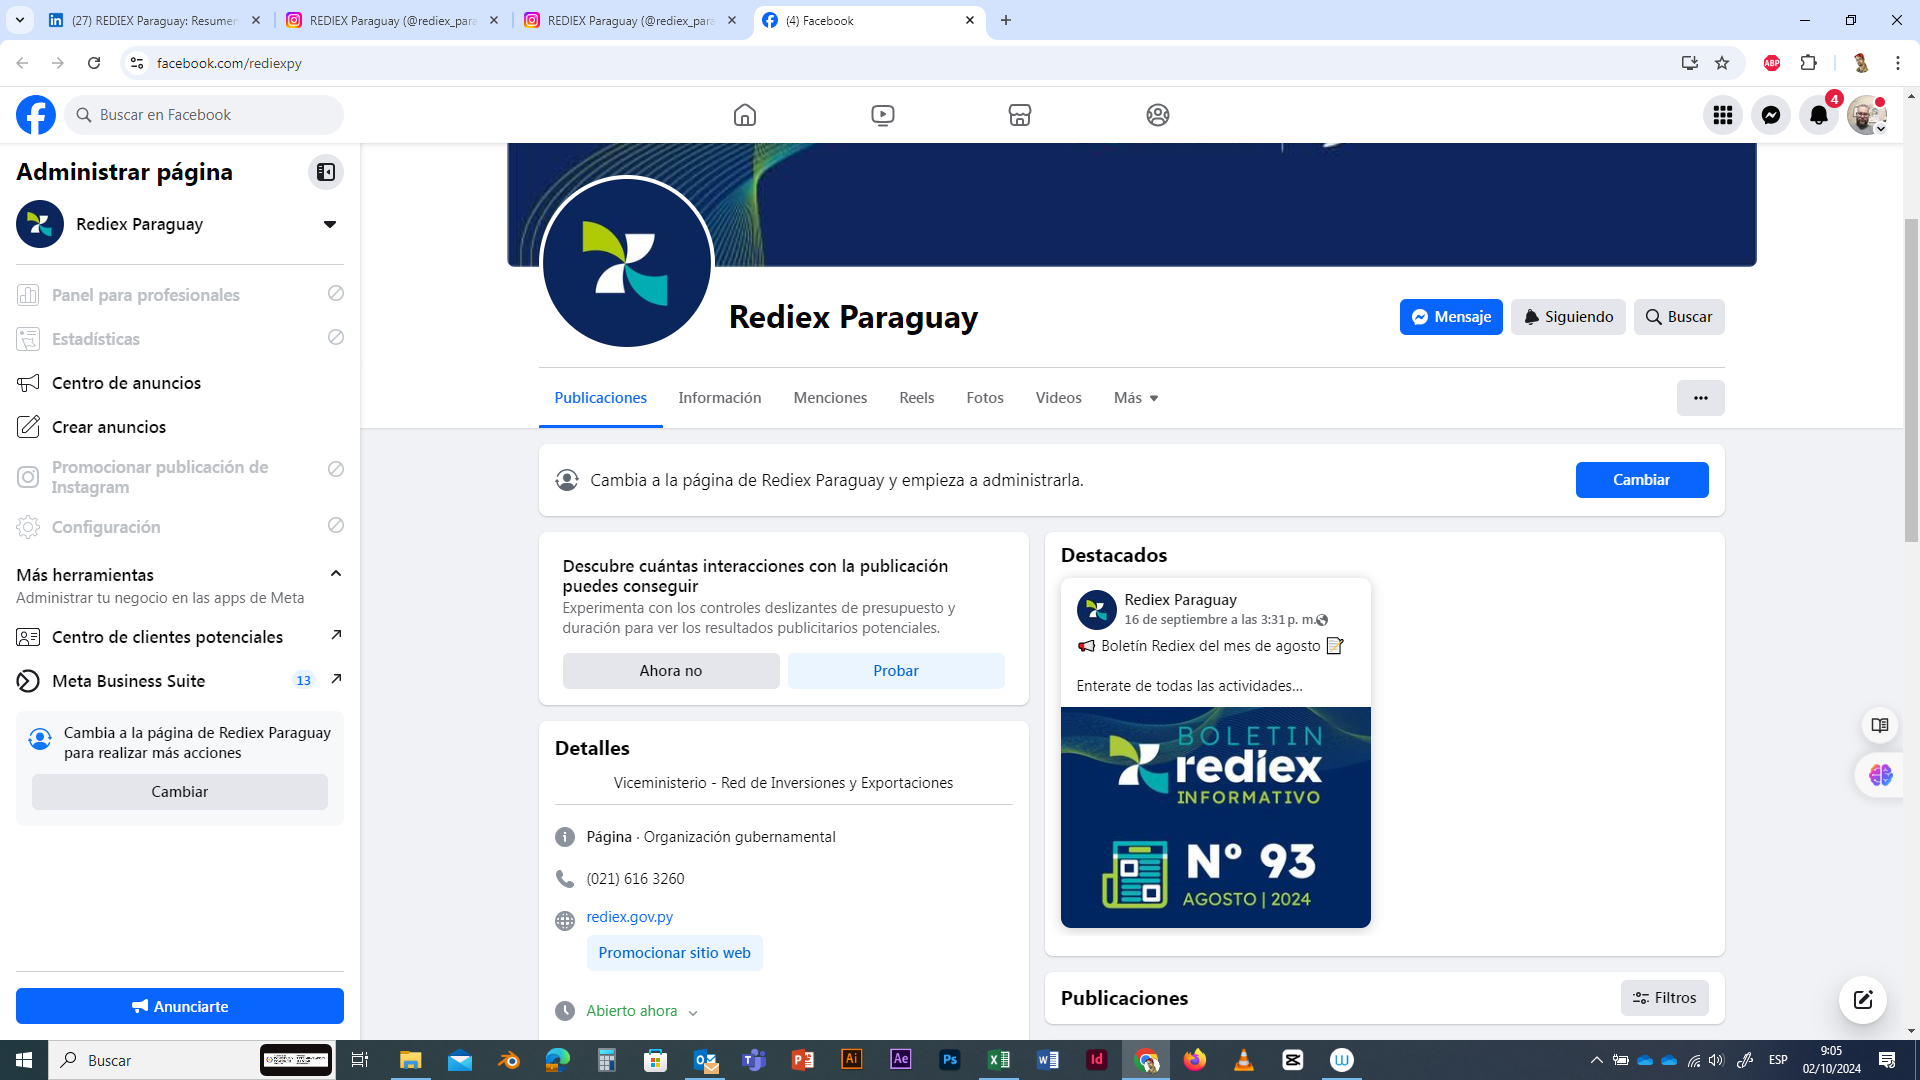 (27) REDIEX Paraguay: Resumen
REDIEX Paraguay (@rediex_para
REDIEX Paraguay (@rediex_para
(4) Facebook
facebook.com/rediexpy
ABP
Buscar en Facebook
4
Administrar página
Rediex Paraguay
Panel para profesionales
Estadísticas
Centro de anuncios
Crear anuncios
Promocionar publicación de
Instagram
Configuración
Más herramientas
Administrar tu negocio en las apps de Meta
Centro de clientes potenciales
Meta Business Suite 13
Cambia a la página de Rediex Paraguay
para realizar más acciones
Cambiar
Anunciarte
Rediex Paraguay
Mensaje
Siguiendo
Buscar
Publicaciones
Información
Menciones
Reels
Fotos
Videos
Más
Cambia a la página de Rediex Paraguay y empieza a administrarla.
Cambiar
Descubre cuántas interacciones con la publicación
puedes conseguir
Experimenta con los controles deslizantes de presupuesto y
duración para ver los resultados publicitarios potenciales.
Ahora no
Probar
Detalles
Viceministerio - Red de Inversiones y Exportaciones
Página · Organización gubernamental
(021) 616 3260
rediex.gov.py
Promocionar sitio web
Abierto ahora
Destacados
Rediex Paraguay
16 de septiembre a las 3:31 p. m.
Boletín Rediex del mes de agosto
Enterate de todas las actividades...
BOLETIN
rediex
INFORMATIVO
N° 93
AGOSTO | 2024
Publicaciones
Filtros
Buscar
Ai
Ae
Ps
Id
ESP
9:05
02/10/2024